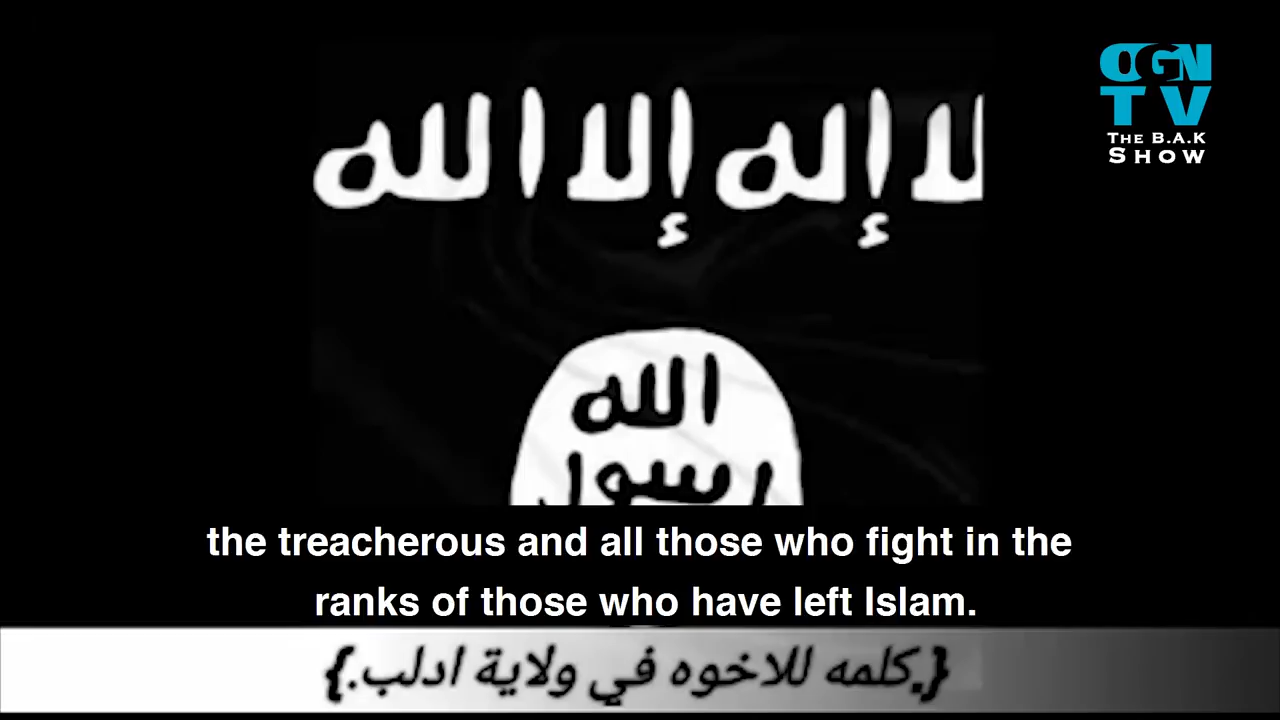 OGN
TV
THE B.A.K
SHOW
لا إله إلا الله
الله
رسول
the treacherous and all those who fight in the
ranks of those who have left Islam.
{.كلمه للاخوه في ولاية ادلب.}